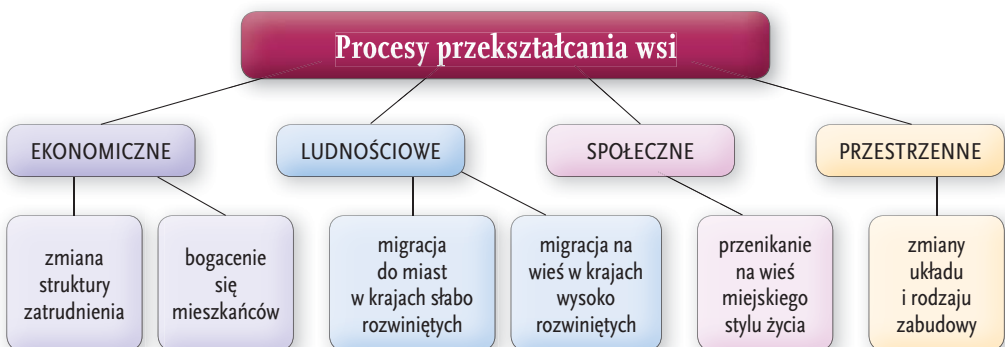 Procesy przekształcania wsi
EKONOMICZNE
LUDNOŚCIOWE
SPOŁECZNE
PRZESTRZENNE
zmiana
struktury
zatrudnienia
bogacenie
się
mieszkańców
migracja
do miast
w krajach słabo
rozwiniętych
migracja na
wieś w krajach
wysoko
rozwiniętych
przenikanie
na wieś
miejskiego
stylu życia
zmiany
układu
i rodzaju
zabudowy